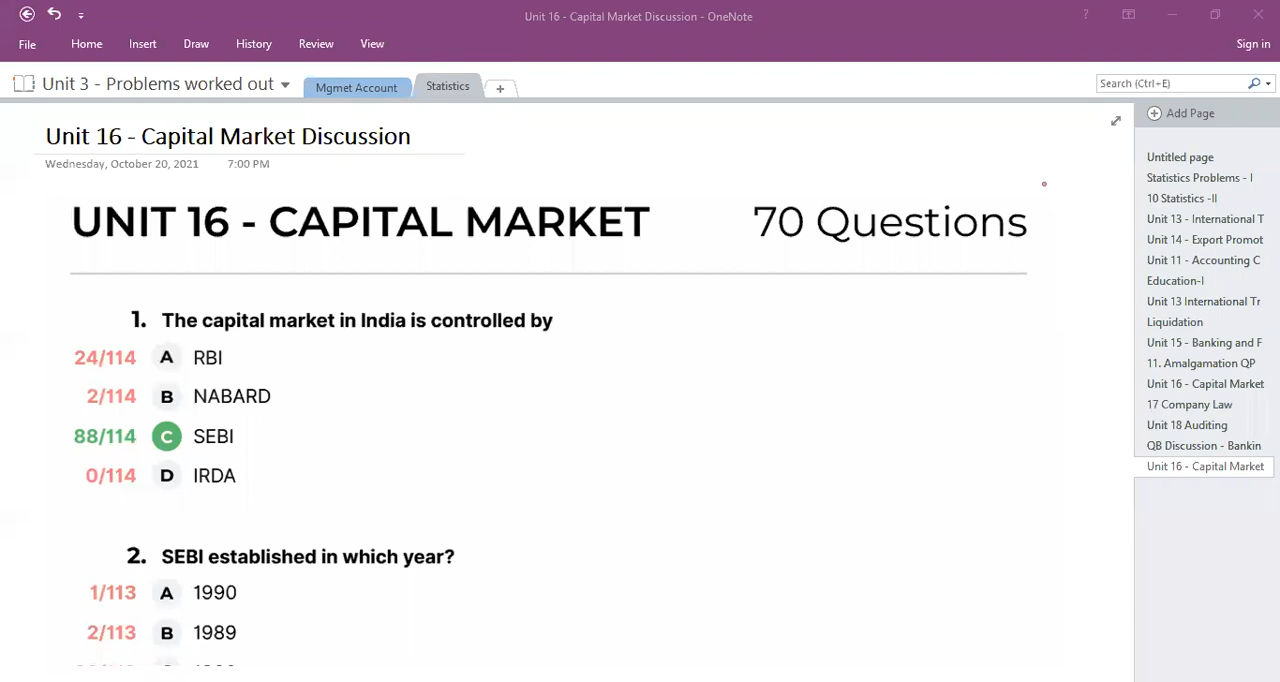 Unit 16 - Capital Market Discussion - OneNote
?
File Home Insert Draw History Review View
Sign in
Unit 3 - Problems worked out
Mgmet Account
Statistics
+
Search (Ctrl+E)
Add Page
Unit 16 - Capital Market Discussion
Wednesday, October 20, 2021 7:00 PM
UNIT 16 - CAPITAL MARKET 70 Questions
1. The capital market in India is controlled by
24/114 A RBI
2/114 B NABARD
88/114 C SEBI
0/114 D IRDA
2. SEBI established in which year?
1/113 A 1990
2/113 B 1989
Untitled page
Statistics Problems - I
10 Statistics -II
Unit 13 - International T
Unit 14 - Export Promot
Unit 11 - Accounting C
Education-I
Unit 13 International Tr
Liquidation
Unit 15 - Banking and F
11. Amalgamation QP
Unit 16 - Capital Market
17 Company Law
Unit 18 Auditing
QB Discussion - Bankin
Unit 16 - Capital Market